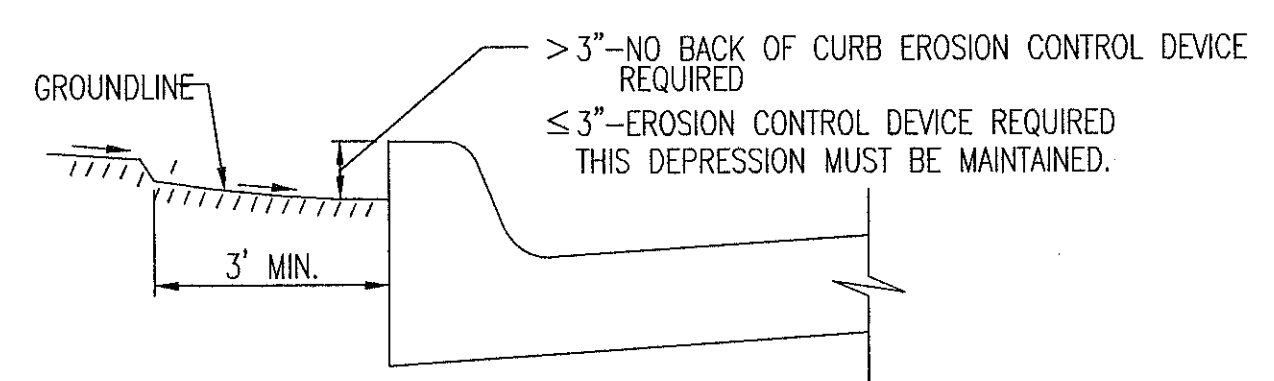 > 3"-NO BACK OF CURB EROSION CONTROL DEVICE
REQUIRED
GROUNDLINE
≤ 3"-EROSION CONTROL DEVICE REQUIRED
THIS DEPRESSION MUST BE MAINTAINED.
3' MIN.